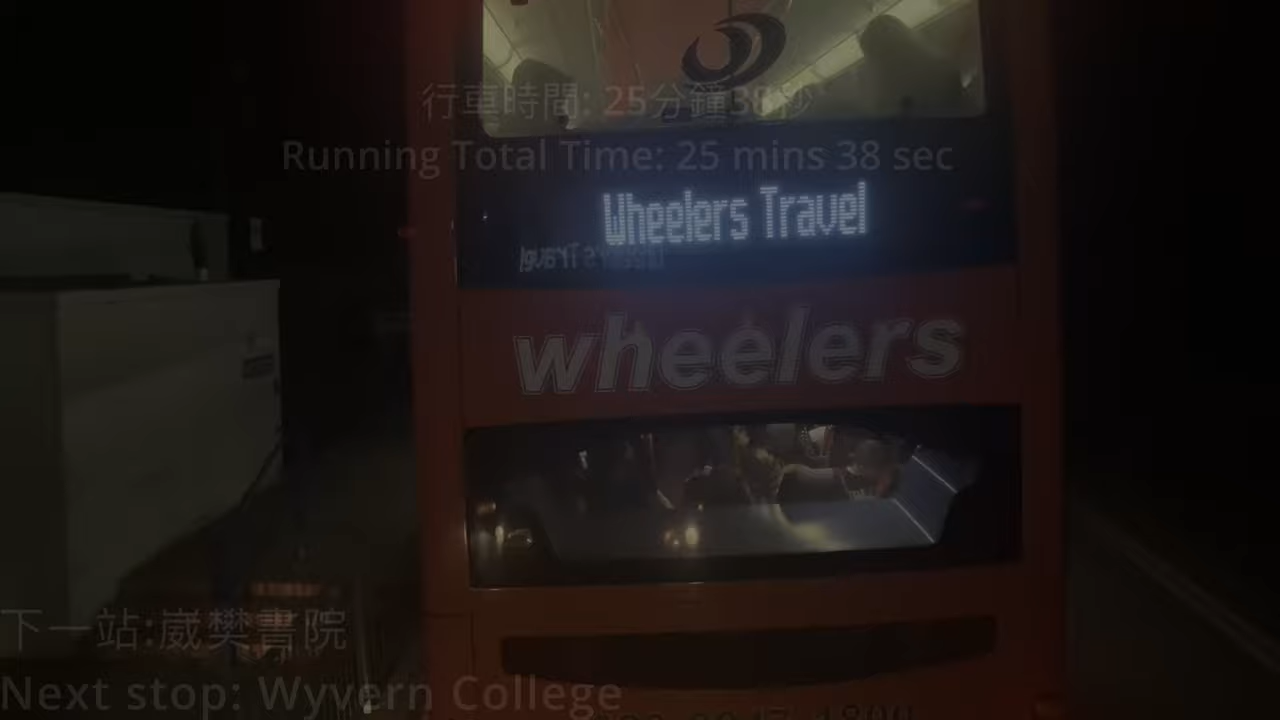 行車時間: 25分鐘38秒
Running Total Time: 25 mins 38 sec
Wheelers Travel
wheelers
下一站:崴樊書院
Next stop: Wyvern College